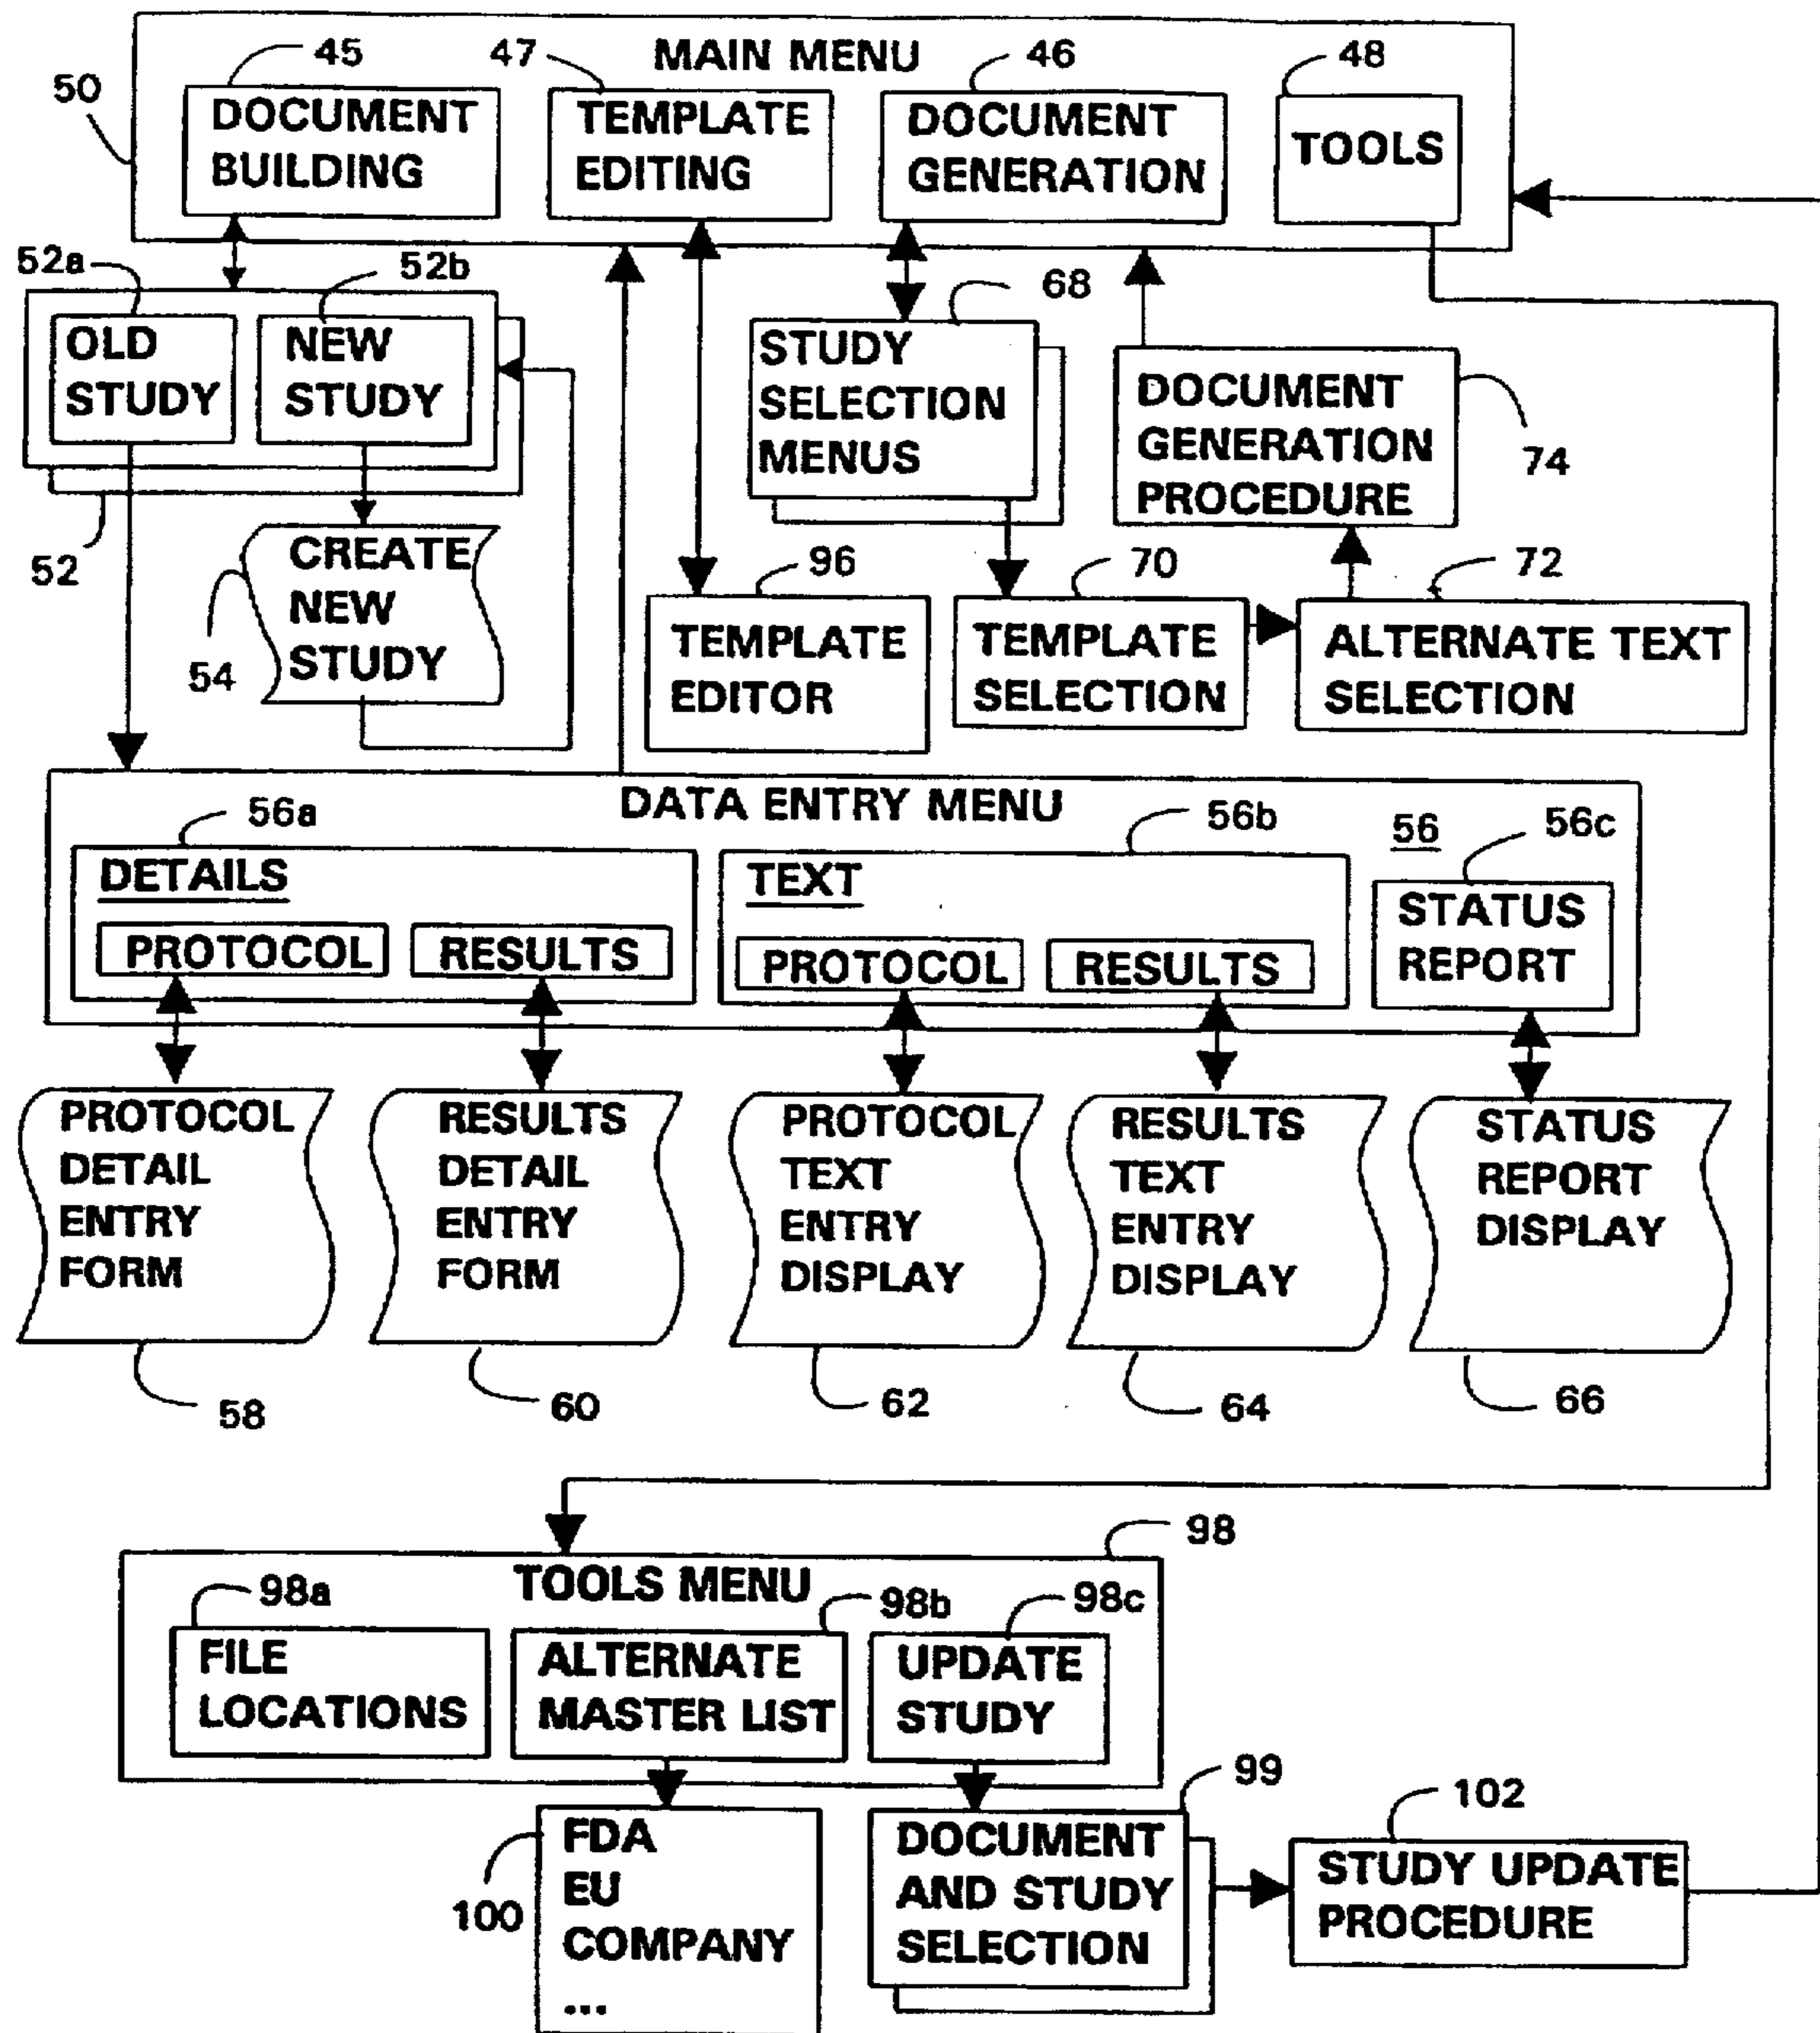 MAIN MENU
45
47
46
48
50
DOCUMENT
BUILDING
TEMPLATE
EDITING
DOCUMENT
GENERATION
TOOLS
52a
52b
68
OLD
STUDY
NEW
STUDY
STUDY
SELECTION
MENUS
DOCUMENT
GENERATION
PROCEDURE
74
52
54
CREATE
NEW
STUDY
96
70
72
TEMPLATE
EDITOR
TEMPLATE
SELECTION
ALTERNATE TEXT
SELECTION
DATA ENTRY MENU
56a
56b
56
56c
DETAILS
PROTOCOL
RESULTS
TEXT
PROTOCOL
RESULTS
STATUS
REPORT
PROTOCOL
DETAIL
ENTRY
FORM
RESULTS
DETAIL
ENTRY
FORM
PROTOCOL
TEXT
ENTRY
DISPLAY
RESULTS
TEXT
ENTRY
DISPLAY
STATUS
REPORT
DISPLAY
58
60
62
64
66
98
TOOLS MENU
98a
98b
98c
FILE
LOCATIONS
ALTERNATE
MASTER LIST
UPDATE
STUDY
99
102
100
FDA
EU
COMPANY
...
DOCUMENT
AND STUDY
SELECTION
STUDY UPDATE
PROCEDURE